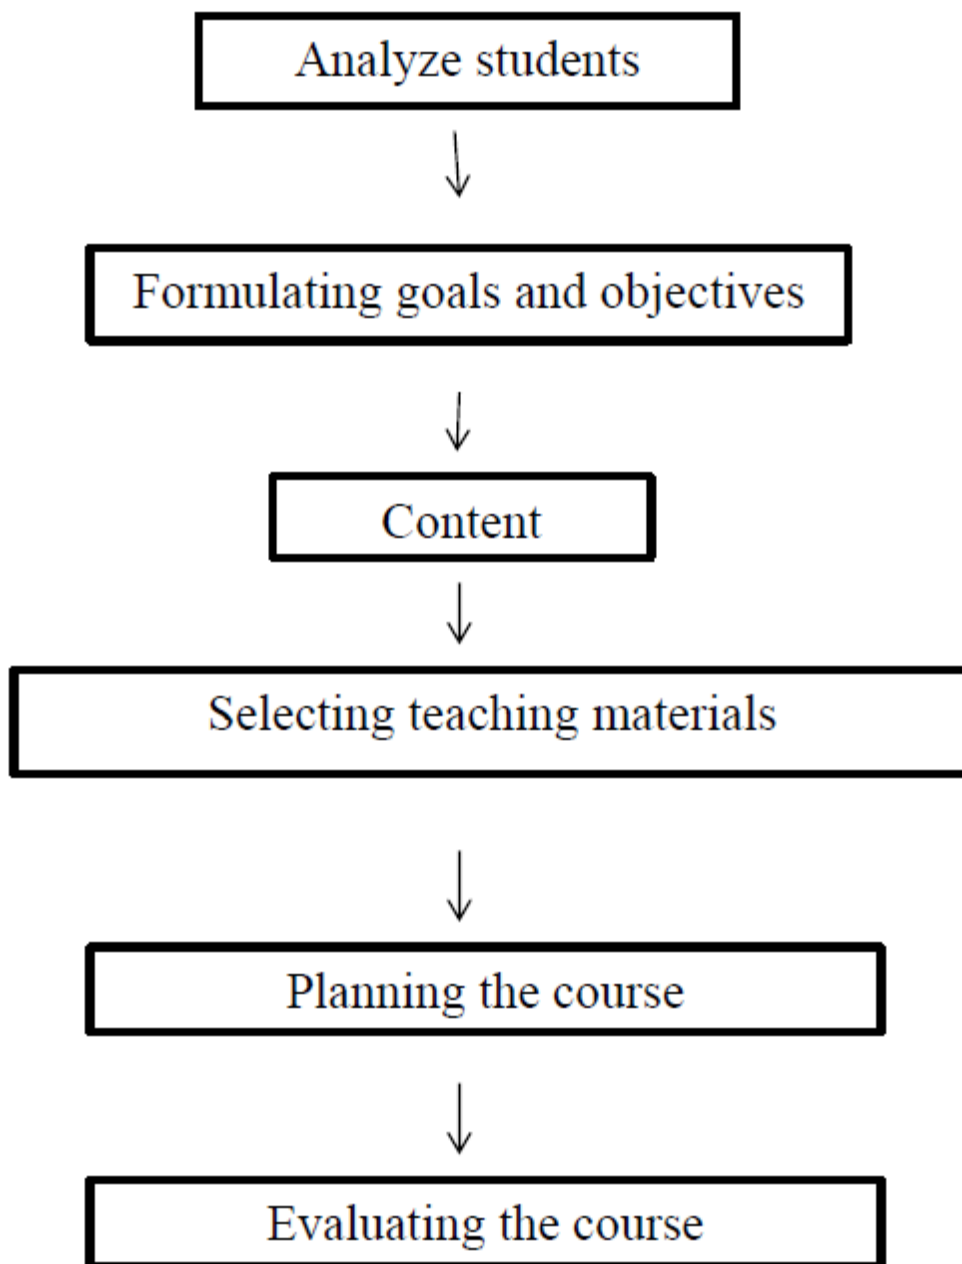 Analyze students
Formulating goals and objectives
Content
Selecting teaching materials
Planning the course
Evaluating the course